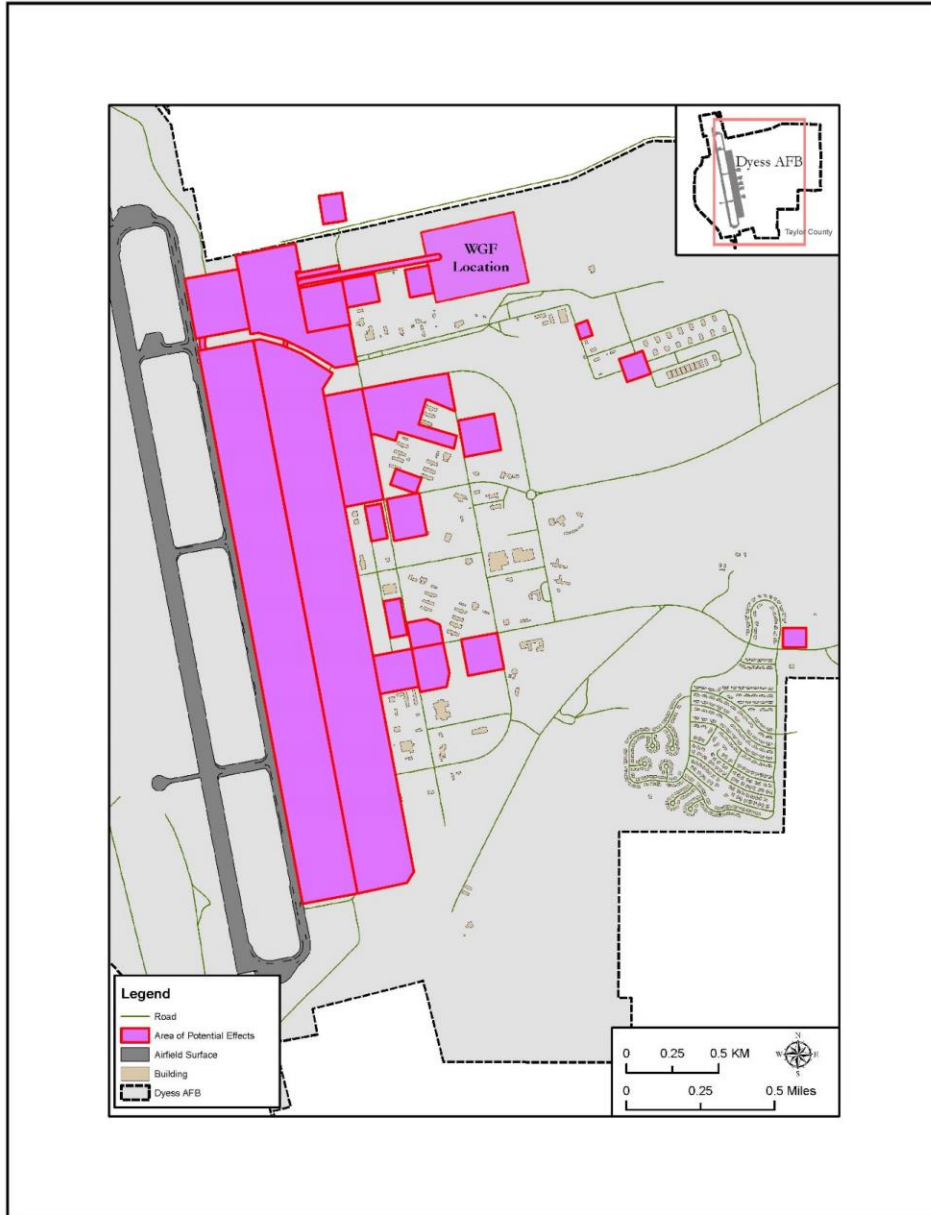 Dyess AFB
Taylor County
WGF
Location
Legend
Road
Area of Potential Effects
Airfield Surface
Building
Dyess AFB
0 0.25 0.5 KM
0 0.25 0.5 Miles
N
W E
S